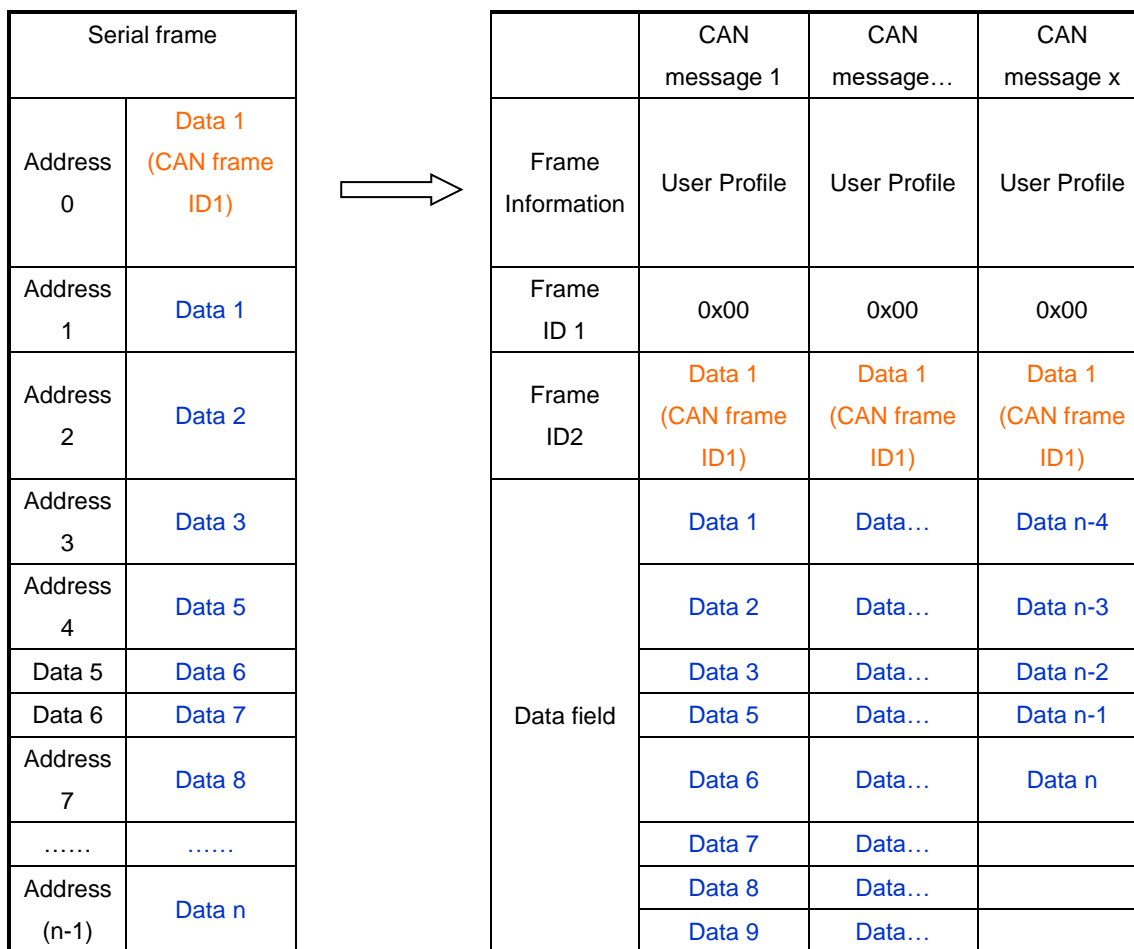 Serial frame
Address
0
Data 1
(CAN frame
ID1)
Address
1
Data 1
Address
2
Data 2
Address
3
Data 3
Address
4
Data 5
Data 5
Data 6
Data 6
Data 7
Address
7
Data 8
……
……
Address
(n-1)
Data n
CAN
message 1
CAN
message…
CAN
message x
Frame
Information
User Profile
User Profile
User Profile
Frame
ID 1
0x00
0x00
0x00
Frame
ID2
Data 1
(CAN frame
ID1)
Data 1
(CAN frame
ID1)
Data 1
(CAN frame
ID1)
Data field
Data 1
Data…
Data n-4
Data 2
Data…
Data n-3
Data 3
Data…
Data n-2
Data 5
Data…
Data n-1
Data 6
Data…
Data n
Data 7
Data…
Data 8
Data…
Data 9
Data…